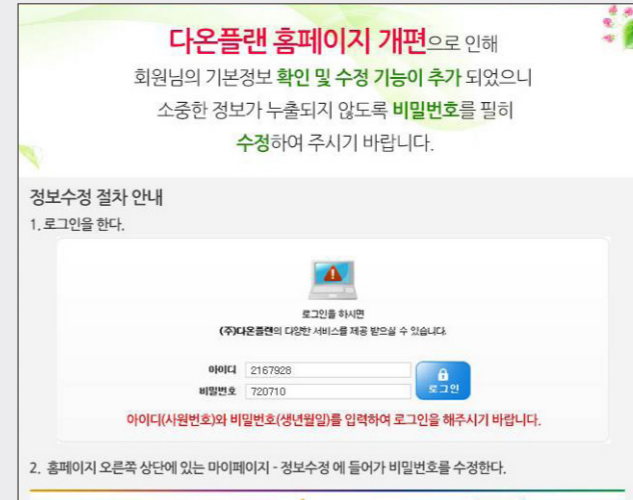 다온플랜 홈페이지 개편으로 인해
회원님의 기본정보 확인 및 수정 기능이 추가 되었으니
소중한 정보가 누출되지 않도록 비밀번호를 필히
수정하여 주시기 바랍니다.
정보수정 절차 안내
1. 로그인을 한다.
로그인을 하시면
(주)다온플랜의 다양한 서비스를 제공 받으실 수 있습니다.
아이디 2167928
비밀번호 720710
로그인
아이디(사원번호)와 비밀번호(생년월일)를 입력하여 로그인을 해주시기 바랍니다.
2. 홈페이지 오른쪽 상단에 있는 마이페이지 - 정보수정 에 들어가 비밀번호를 수정한다.